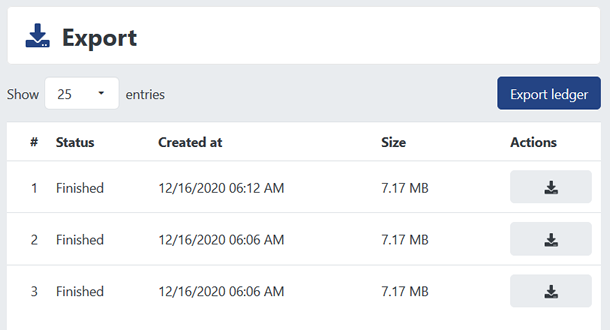 Export
Show 25 entries Export ledger
# Status Created at Size Actions
1 Finished 12/16/2020 06:12 AM 7.17 MB
2 Finished 12/16/2020 06:06 AM 7.17 MB
3 Finished 12/16/2020 06:06 AM 7.17 MB